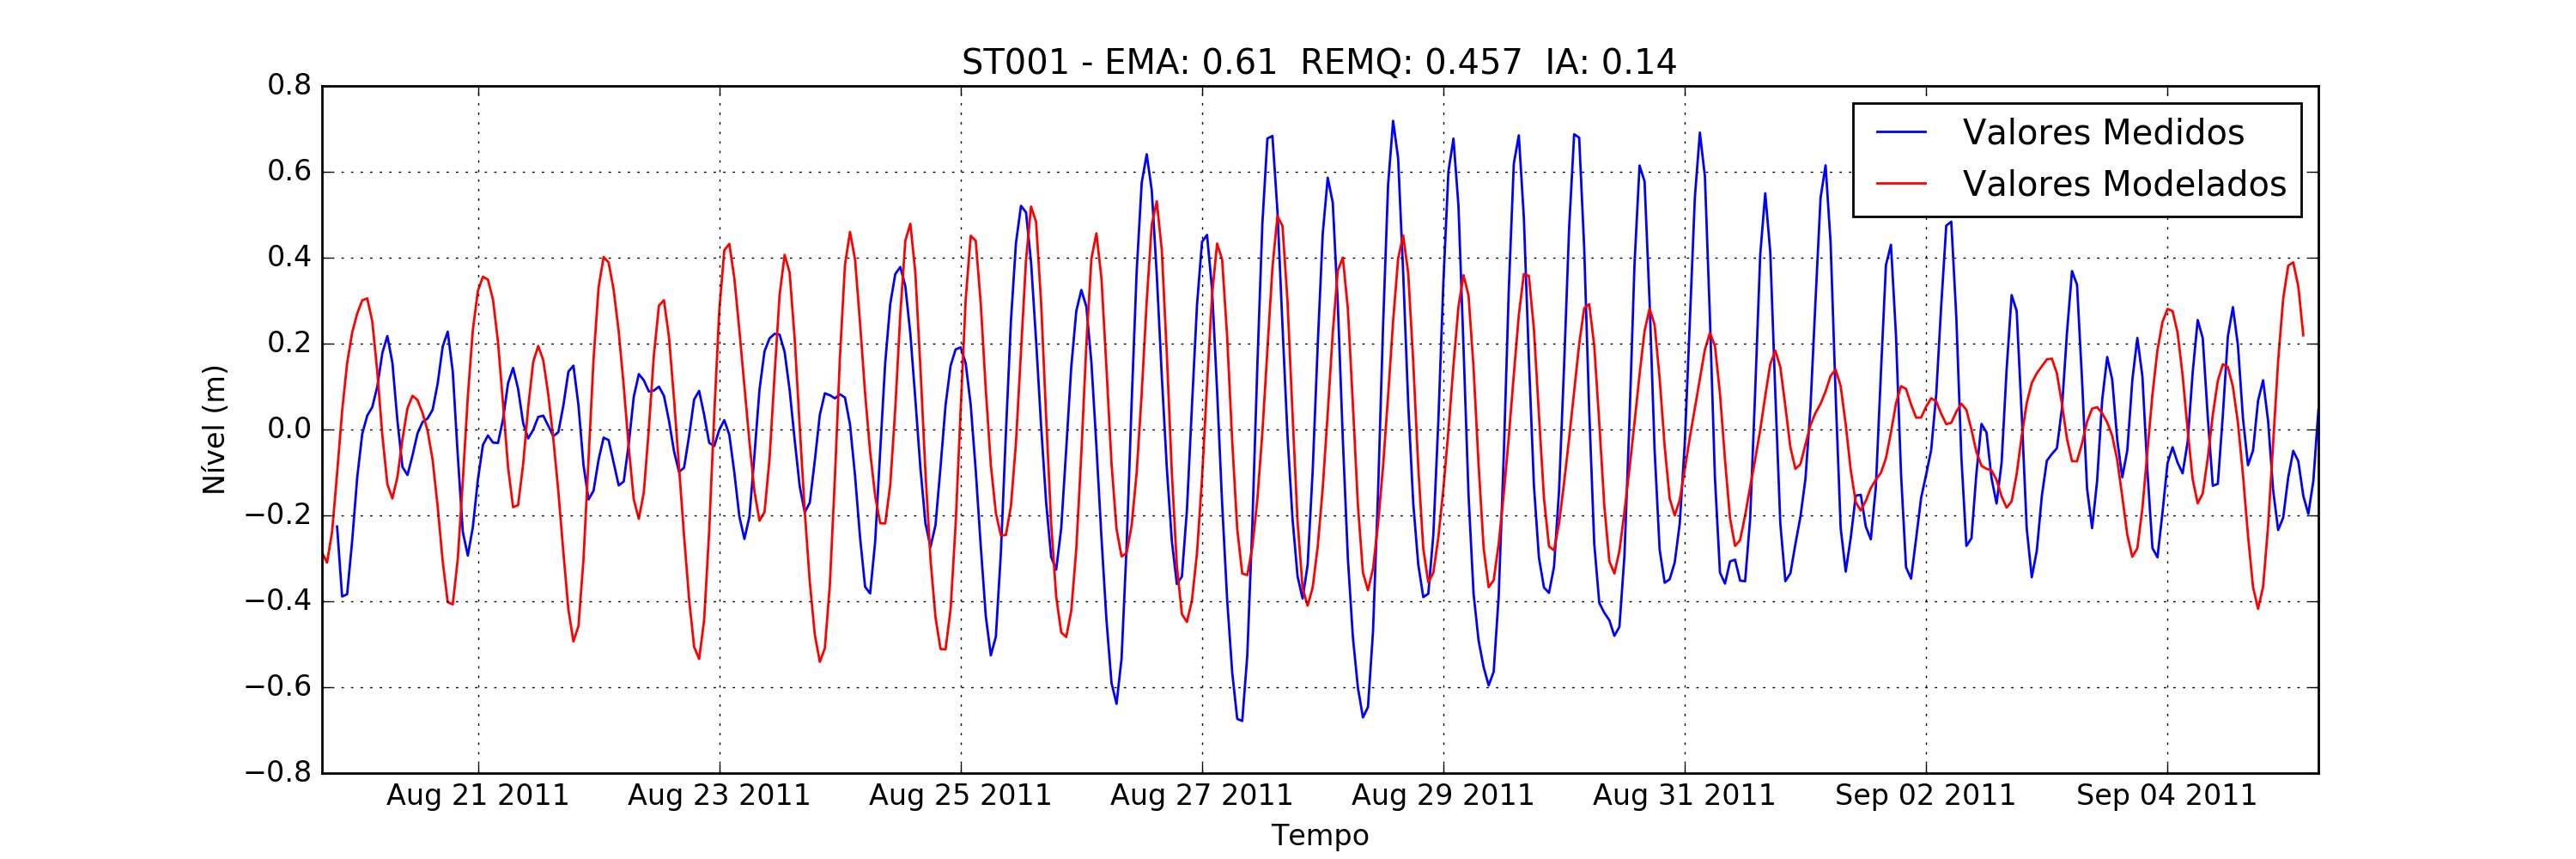 ST001 - EMA: 0.61  REMQ: 0.457  IA: 0.14
Valores Medidos
Valores Modelados
Nível (m)
0.8
0.6
0.4
0.2
0.0
−0.2
−0.4
−0.6
−0.8
Aug 21 2011 Aug 23 2011 Aug 25 2011 Aug 27 2011 Aug 29 2011 Aug 31 2011 Sep 02 2011 Sep 04 2011
Tempo